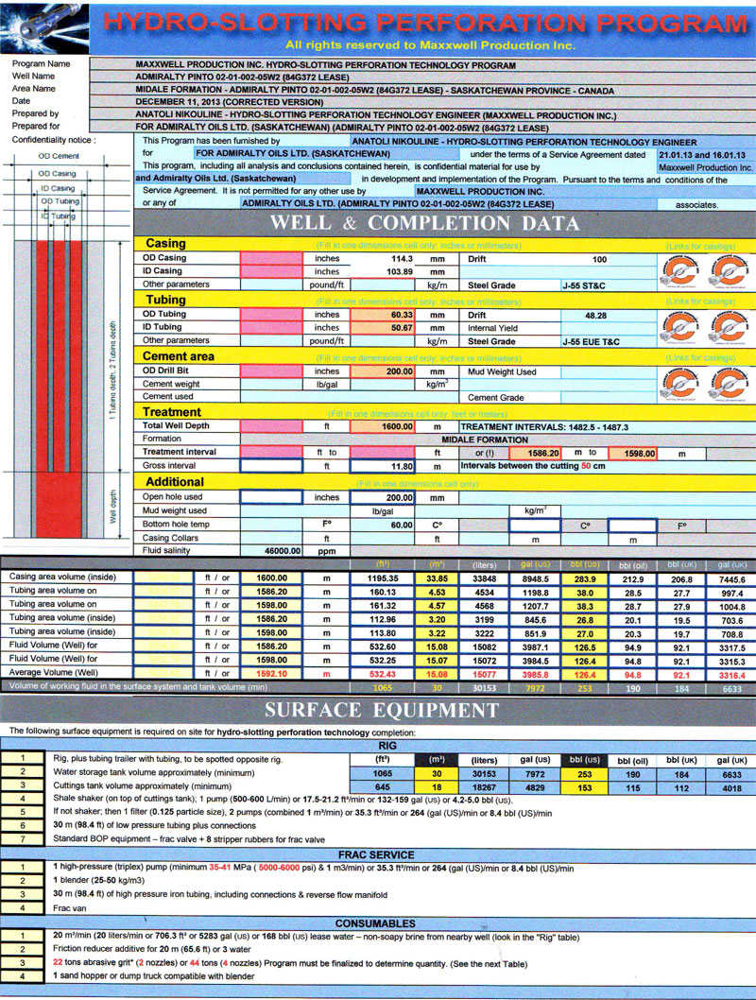 HYDRO-SLOTTING PERFORATION PROGRAM
All rights reserved to Maxxwell Production Inc.
Program Name MAXXWELL PRODUCTION INC. HYDRO-SLOTTING PERFORATION TECHNOLOGY PROGRAM
Well Name ADMIRALTY PINTO 02-01-002-05W2 (84G372 LEASE)
Area Name MIDALE FORMATION - ADMIRALTY PINTO 02-01-002-05W2 (84G372 LEASE) - SASKATCHEWAN PROVINCE - CANADA
Date DECEMBER 11, 2013 (CORRECTED VERSION)
Prepared by ANATOLI NIKOULINE - HYDRO-SLOTTING PERFORATION TECHNOLOGY ENGINEER (MAXXWELL PRODUCTION INC.)
Prepared for FOR ADMIRALTY OILS LTD. (SASKATCHEWAN) (ADMIRALTY PINTO 02-01-002-05W2 (84G372 LEASE)
Confidentiality notice : This Program has been furnished by ANATOLI NIKOULINE - HYDRO-SLOTTING PERFORATION TECHNOLOGY ENGINEER
for FOR ADMIRALTY OILS LTD. (SASKATCHEWAN) under the terms of a Service Agreement dated 21.01.13 and 16.01.13
This program, including all analysis and conclusions contained herein, is confidential material for use by Maxxwell Production Inc.
and Admiralty Oils Ltd. (Saskatchewan) in development and implementation of the Program. Pursuant to the terms and conditions of the
Service Agreement. It is not permitted for any other use by MAXXWELL PRODUCTION INC.
or any of ADMIRALTY OILS LTD. (ADMIRALTY PINTO 02-01-002-05W2 (84G372 LEASE) associates.
OD Cement
OD Casing
ID Casing
OD Tubing
ID Tubing
1 Tubing depth, 2 Tubing depth
Well depth
WELL & COMPLETION DATA
Casing (Fill in one dimensions cell only: inches or millimeters) (Links for casings)
OD Casing inches 114.3 mm Drift 100
ID Casing inches 103.89 mm
Other parameters pound/ft kg/m Steel Grade J-55 ST&C
Tubing (Fill in one dimensions cell only: inches or millimeters) (Links for casings)
OD Tubing inches 60.33 mm Drift 48.28
ID Tubing inches 50.67 mm Internal Yield
Other parameters pound/ft kg/m Steel Grade J-55 EUE T&C
Cement area (Fill in one dimensions cell only: inches or millimeters) (Links for casings)
OD Drill Bit inches 200.00 mm Mud Weight Used
Cement weight lb/gal kg/m³
Cement used Cement Grade
Treatment (Fill in one dimensions cell only: feet or meters)
Total Well Depth ft 1600.00 m TREATMENT INTERVALS: 1482.5 - 1487.3
Formation MIDALE FORMATION
Treatment interval ft to ft or (!) 1586.20 m to 1598.00 m
Gross interval ft 11.80 m Intervals between the cutting 50 cm
Additional (Fill in one dimensions cell only)
Open hole used inches 200.00 mm
Mud weight used lb/gal kg/m³
Bottom hole temp Fº 60.00 Cº Cº Fº
Casing Collars ft ft m m
Fluid salinity 46000.00 ppm
(ft³) (m³) (liters) gal (US) bbl (US) bbl (oil) bbl (UK) gal (UK)
Casing area volume (inside) ft / or 1600.00 m 1195.35 33.85 33848 8948.5 283.9 212.9 206.8 7445.6
Tubing area volume on ft / or 1586.20 m 160.13 4.53 4534 1198.8 38.0 28.5 27.7 997.4
Tubing area volume on ft / or 1598.00 m 161.32 4.57 4568 1207.7 38.3 28.7 27.9 1004.8
Tubing area volume (inside) ft / or 1586.20 m 112.96 3.20 3199 845.6 26.8 20.1 19.5 703.6
Tubing area volume (inside) ft / or 1598.00 m 113.80 3.22 3222 851.9 27.0 20.3 19.7 708.8
Fluid Volume (Well) for ft / or 1586.20 m 532.60 15.08 15082 3987.1 126.5 94.9 92.1 3317.5
Fluid Volume (Well) for ft / or 1598.00 m 532.25 15.07 15072 3984.5 126.4 94.8 92.1 3315.3
Average Volume (Well) ft / or 1592.10 m 532.43 15.08 15077 3985.8 126.4 94.8 92.1 3316.4
Volume of working fluid in the surface system and tank volume (min) 1065 30 30153 7972 253 190 184 6633
SURFACE EQUIPMENT
The following surface equipment is required on site for hydro-slotting perforation technology completion:
RIG
1 Rig, plus tubing trailer with tubing, to be spotted opposite rig. (ft³) (m³) (liters) gal (US) bbl (US) bbl (oil) bbl (UK) gal (UK)
2 Water storage tank volume approximately (minimum) 1065 30 30153 7972 253 190 184 6633
3 Cuttings tank volume approximately (minimum) 645 18 18267 4829 153 115 112 4018
4 Shale shaker (on top of cuttings tank); 1 pump (500-600 L/min) or 17.5-21.2 ft³/min or 132-159 gal (US) or 4.2-5.0 bbl (US).
5 If not shaker; then 1 filter (0.125 particle size), 2 pumps (combined 1 m³/min) or 35.3 ft³/min or 264 (gal (US)/min or 8.4 bbl (US)/min
6 30 m (98.4 ft) of low pressure tubing plus connections
7 Standard BOP equipment – frac valve + 8 stripper rubbers for frac valve
FRAC SERVICE
1 1 high-pressure (triplex) pump (minimum 35-41 MPa ( 5000-6000 psi) & 1 m3/min) or 35.3 ft³/min or 264 (gal (US)/min or 8.4 bbl (US)/min
2 1 blender (25-50 kg/m3)
3 30 m (98.4 ft) of high pressure iron tubing, including connections & reverse flow manifold
4 Frac van
CONSUMABLES
1 20 m³/min (20 liters/min or 706.3 ft³ or 5283 gal (US) or 168 bbl (US) lease water – non-soapy brine from nearby well (look in the "Rig" table)
2 Friction reducer additive for 20 m (65.6 ft) or 3 water
3 22 tons abrasive grit* (2 nozzles) or 44 tons (4 nozzles) Program must be finalized to determine quantity. (See the next Table)
4 1 sand hopper or dump truck compatible with blender